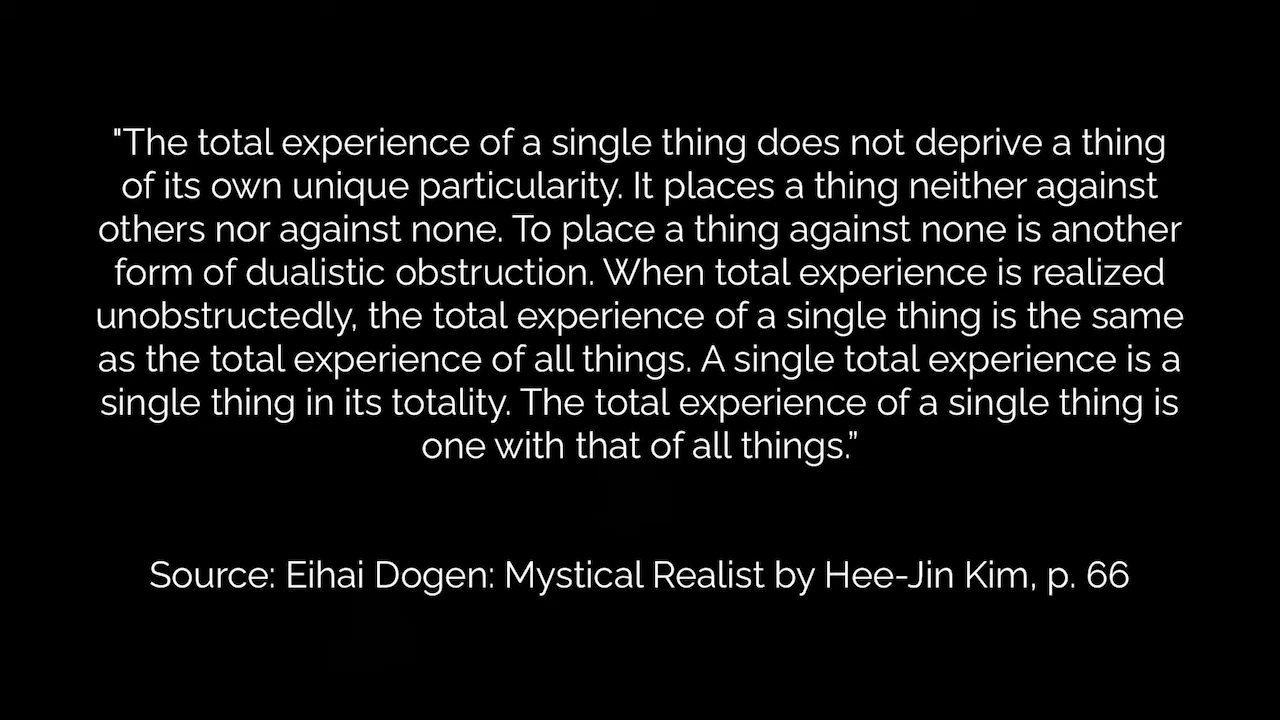 "The total experience of a single thing does not deprive a thing
of its own unique particularity. It places a thing neither against
others nor against none. To place a thing against none is another
form of dualistic obstruction. When total experience is realized
unobstructedly, the total experience of a single thing is the same
as the total experience of all things. A single total experience is a
single thing in its totality. The total experience of a single thing is
one with that of all things.”
Source: Eihai Dogen: Mystical Realist by Hee-Jin Kim, p. 66